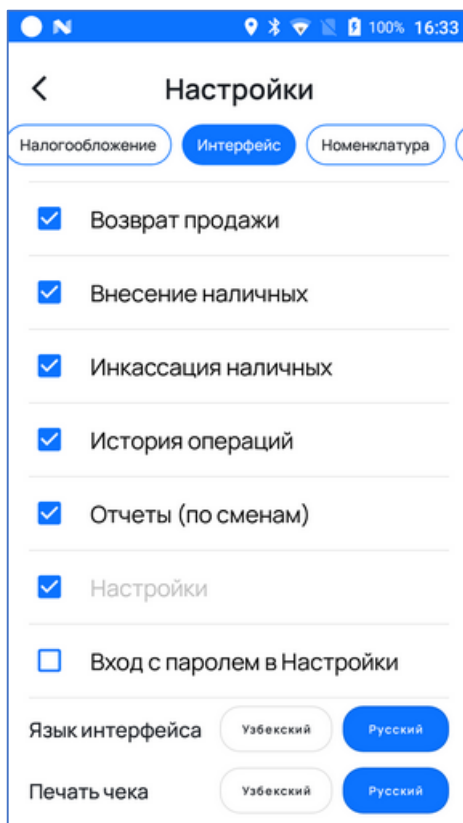 100% 16:33
Настройки
Налогообложение Интерфейс Номенклатура
Возврат продажи
Внесение наличных
Инкассация наличных
История операций
Отчеты (по сменам)
Настройки
Вход с паролем в Настройки
Язык интерфейса Узбекский Русский
Печать чека Узбекский Русский